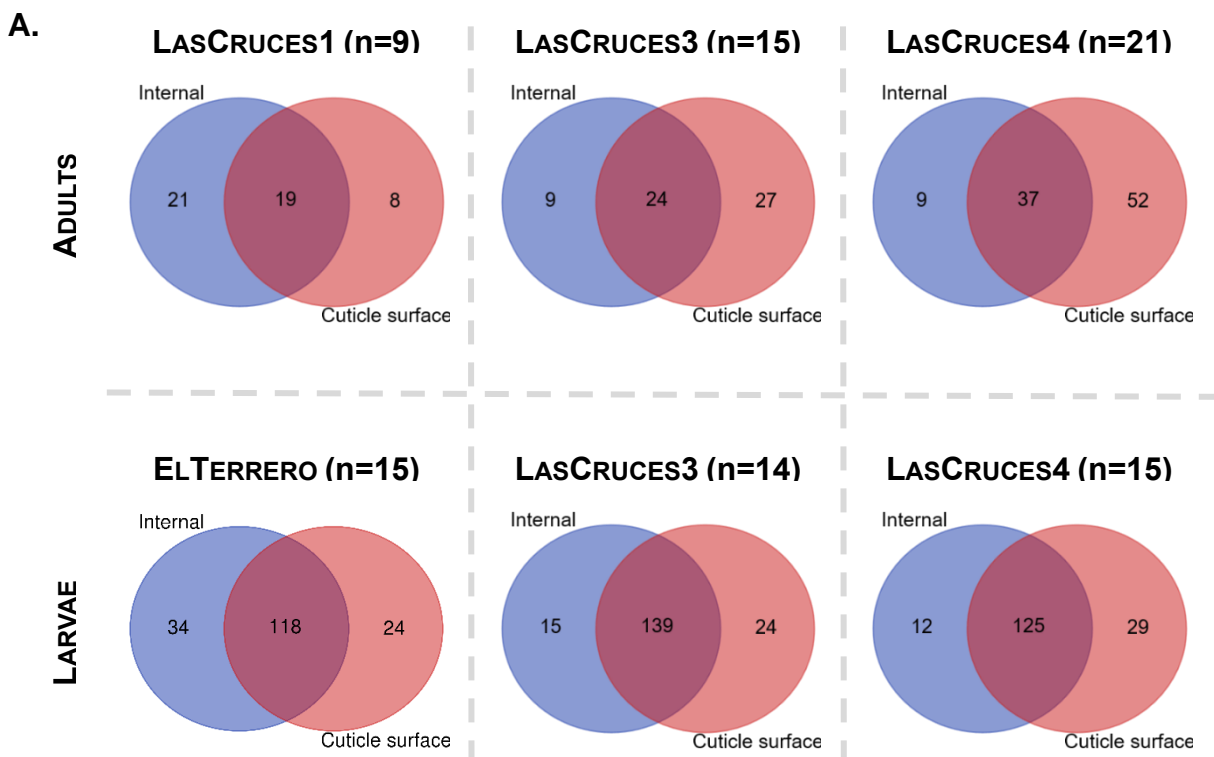 A.
LASCRUCES1 (n=9)
LASCRUCES3 (n=15)
LASCRUCES4 (n=21)
ADULTS
Internal
21
19
8
Cuticle surface
Internal
9
24
27
Cuticle surface
Internal
9
37
52
Cuticle surface
ELTERRERO (n=15)
LASCRUCES3 (n=14)
LASCRUCES4 (n=15)
LARVAE
Internal
34
118
24
Cuticle surface
Internal
15
139
24
Cuticle surface
Internal
12
125
29
Cuticle surface